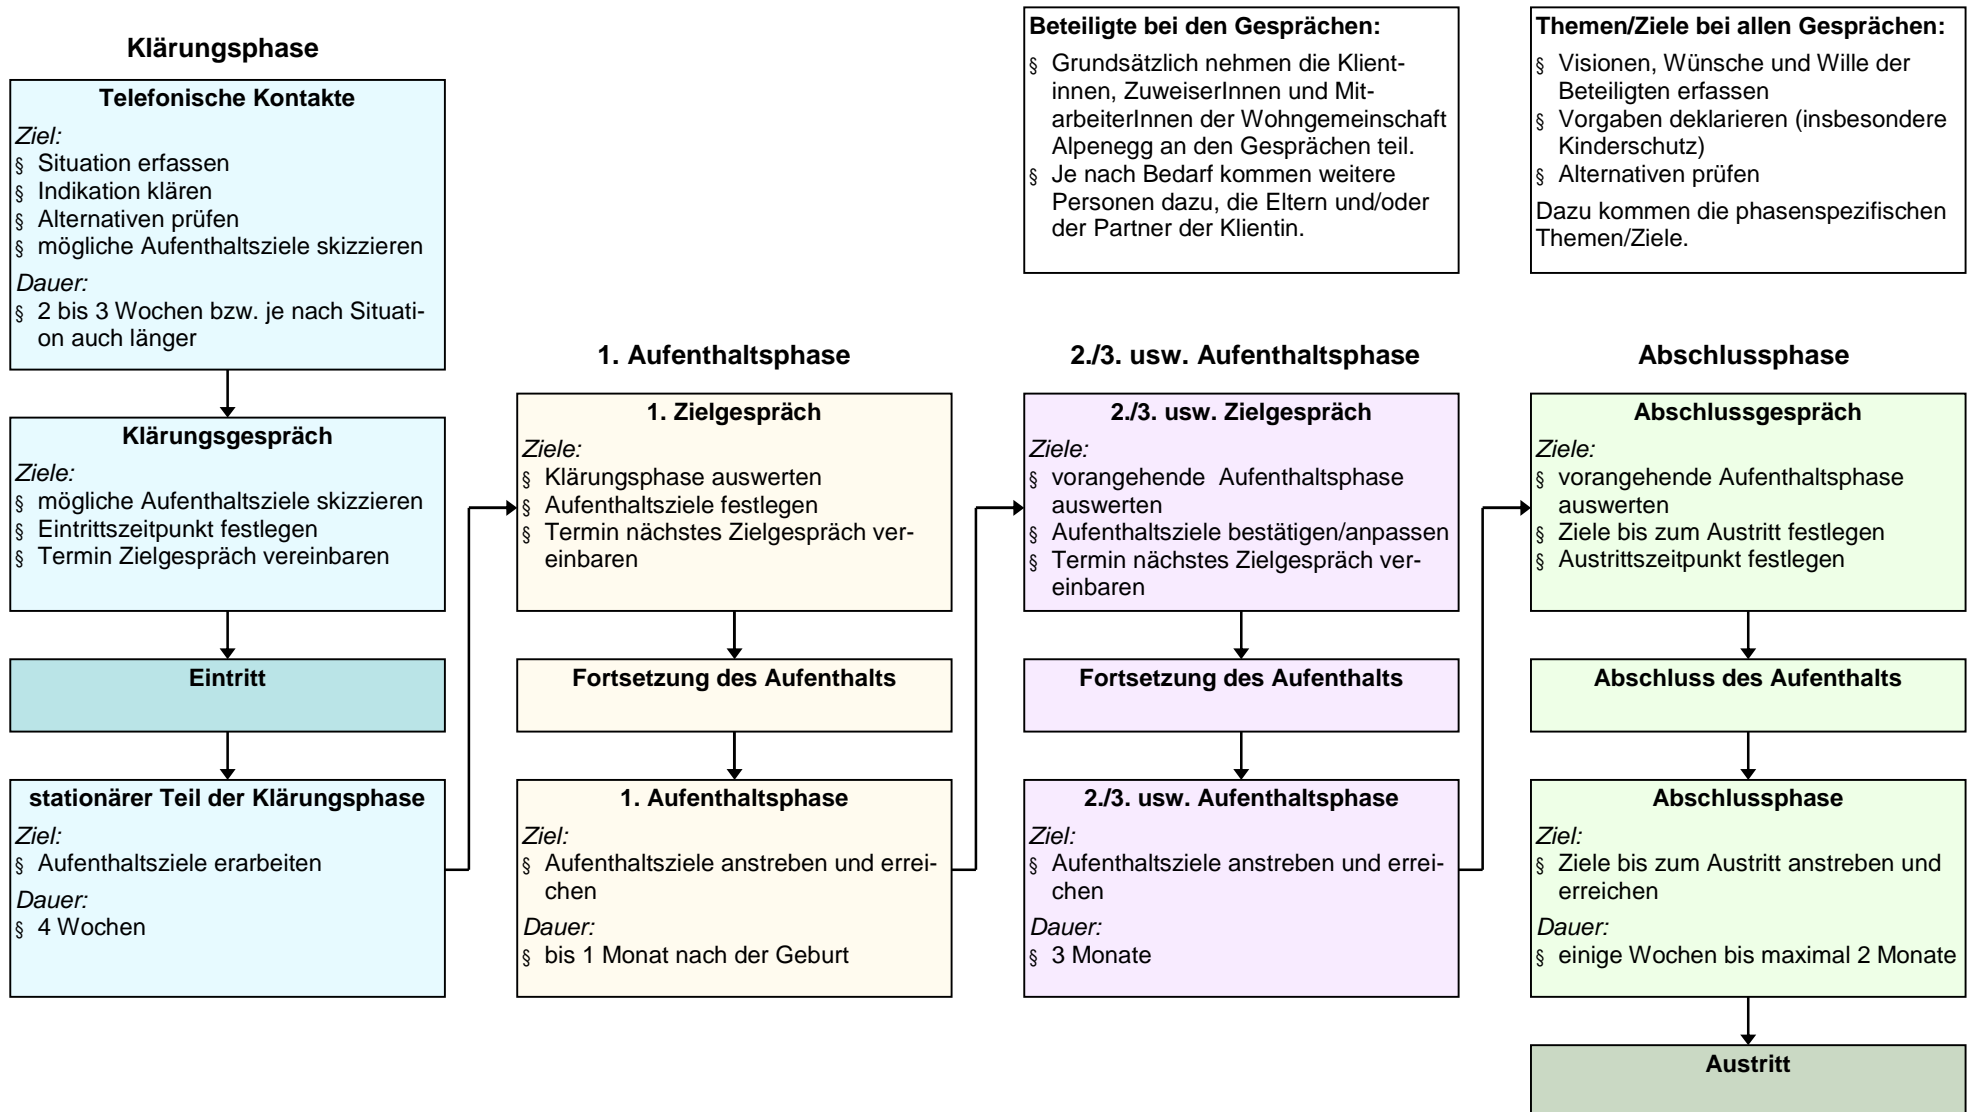 Klärungsphase
Telefonische Kontakte
Ziel:
§ Situation erfassen
§ Indikation klären
§ Alternativen prüfen
§ mögliche Aufenthaltsziele skizzieren
Dauer:
§ 2 bis 3 Wochen bzw. je nach Situati-
on auch länger
Klärungsgespräch
Ziele:
§ mögliche Aufenthaltsziele skizzieren
§ Eintrittszeitpunkt festlegen
§ Termin Zielgespräch vereinbaren
Eintritt
stationärer Teil der Klärungsphase
Ziel:
§ Aufenthaltsziele erarbeiten
Dauer:
§ 4 Wochen
1. Aufenthaltsphase
1. Zielgespräch
Ziele:
§ Klärungsphase auswerten
§ Aufenthaltsziele festlegen
§ Termin nächstes Zielgespräch ver-
einbaren
Fortsetzung des Aufenthalts
1. Aufenthaltsphase
Ziel:
§ Aufenthaltsziele anstreben und errei-
chen
Dauer:
§ bis 1 Monat nach der Geburt
Beteiligte bei den Gesprächen:
§ Grundsätzlich nehmen die Klient-
innen, ZuweiserInnen und Mit-
arbeiterInnen der Wohngemeinschaft
Alpenegg an den Gesprächen teil.
§ Je nach Bedarf kommen weitere
Personen dazu, die Eltern und/oder
der Partner der Klientin.
2./3. usw. Aufenthaltsphase
2./3. usw. Zielgespräch
Ziele:
§ vorangehende Aufenthaltsphase
auswerten
§ Aufenthaltsziele bestätigen/anpassen
§ Termin nächstes Zielgespräch ver-
einbaren
Fortsetzung des Aufenthalts
2./3. usw. Aufenthaltsphase
Ziel:
§ Aufenthaltsziele anstreben und errei-
chen
Dauer:
§ 3 Monate
Themen/Ziele bei allen Gesprächen:
§ Visionen, Wünsche und Wille der
Beteiligten erfassen
§ Vorgaben deklarieren (insbesondere
Kinderschutz)
§ Alternativen prüfen
Dazu kommen die phasenspezifischen
Themen/Ziele.
Abschlussphase
Abschlussgespräch
Ziele:
§ vorangehende Aufenthaltsphase
auswerten
§ Ziele bis zum Austritt festlegen
§ Austrittszeitpunkt festlegen
Abschluss des Aufenthalts
Abschlussphase
Ziel:
§ Ziele bis zum Austritt anstreben und
erreichen
Dauer:
§ einige Wochen bis maximal 2 Monate
Austritt